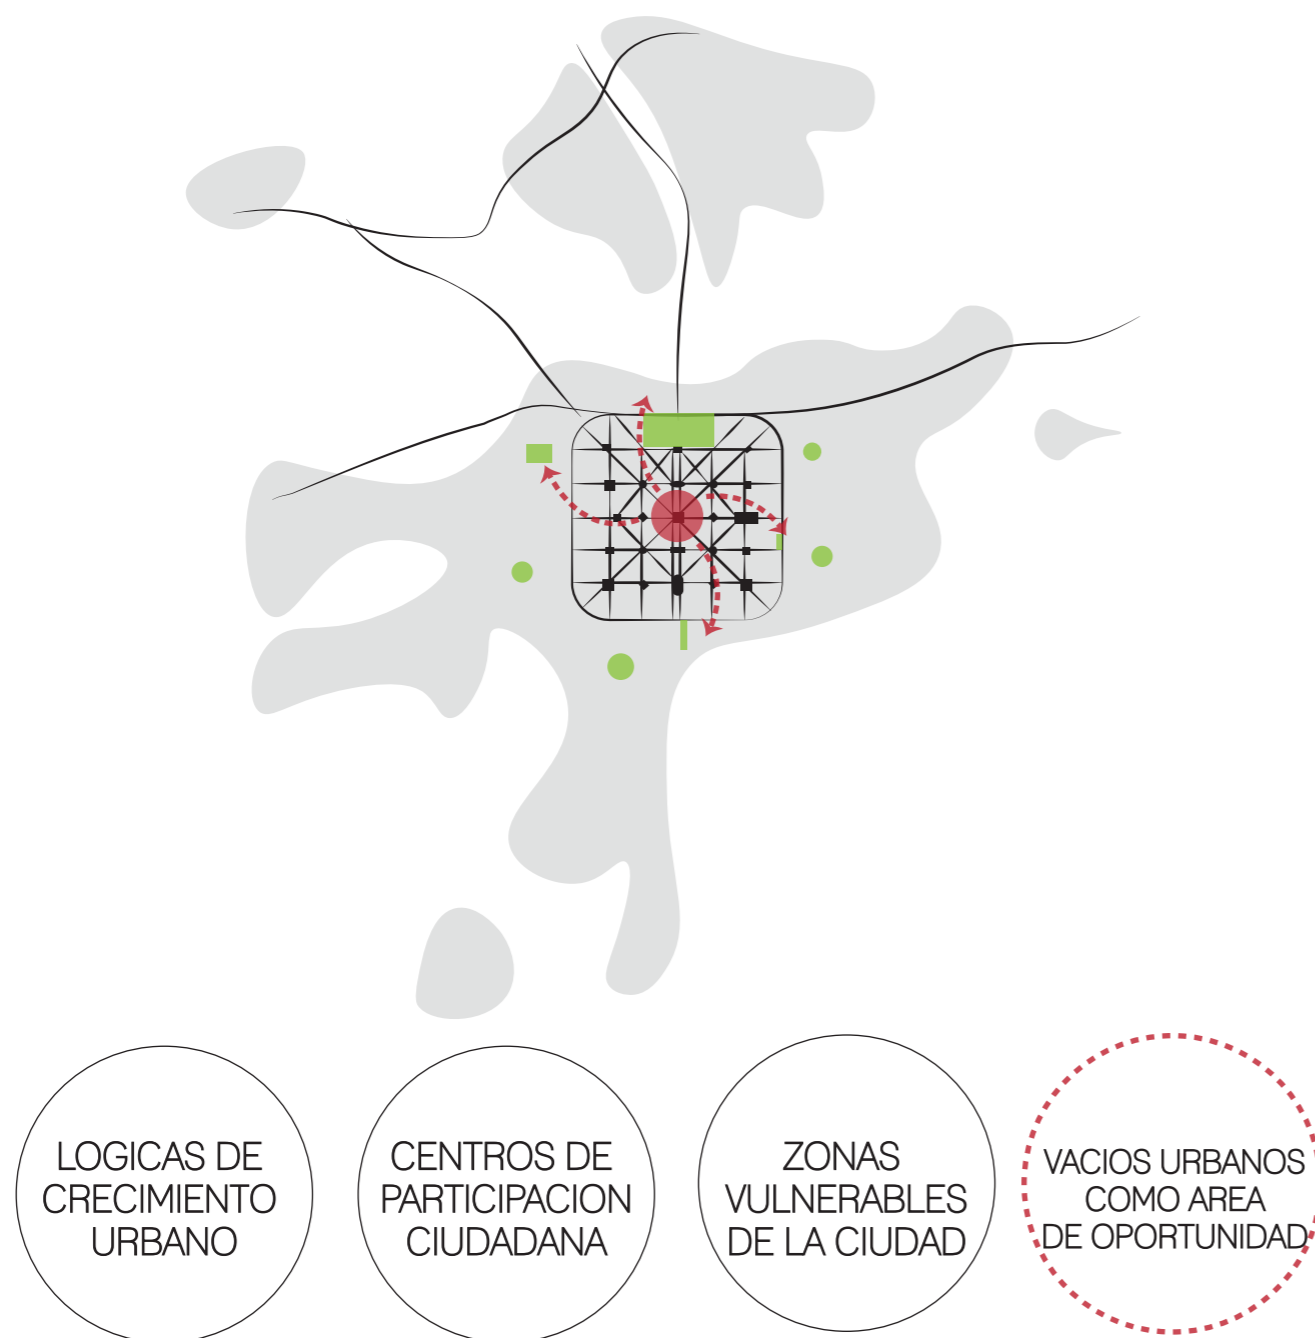 LOGICAS DE
CRECIMIENTO
URBANO
CENTROS DE
PARTICIPACION
CIUDADANA
ZONAS
VULNERABLES
DE LA CIUDAD
VACIOS URBANOS
COMO AREA
DE OPORTUNIDAD